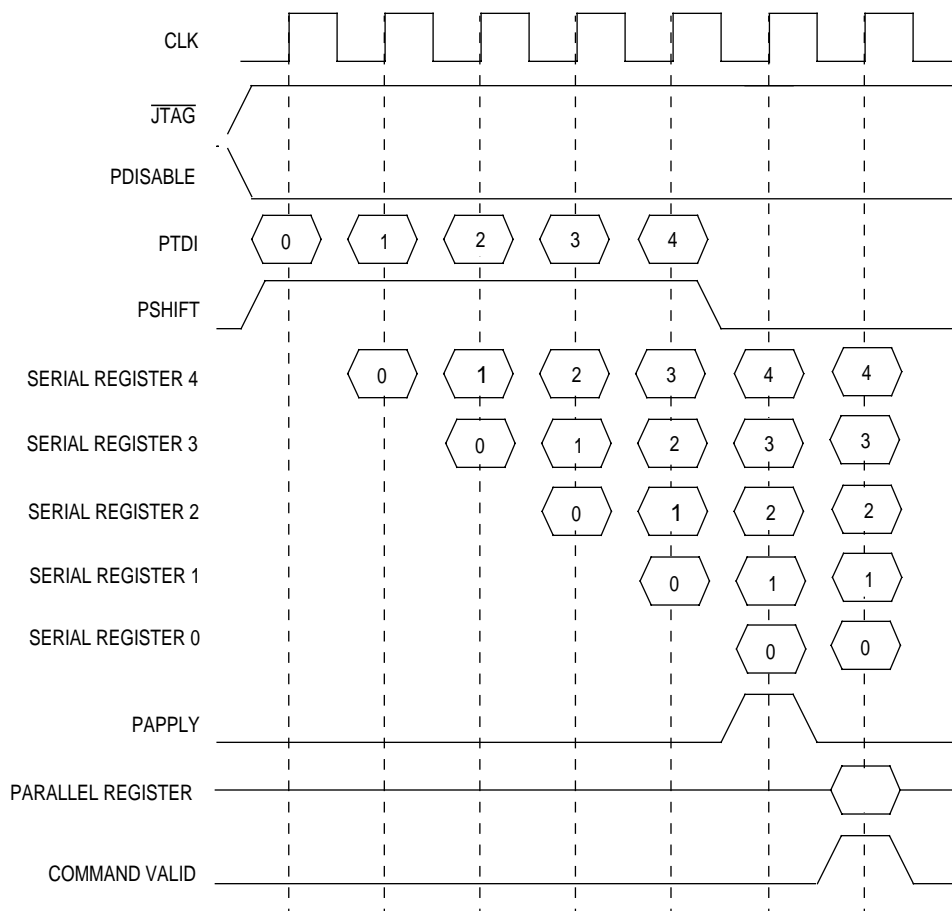 CLK
JTAG
PDISABLE
PTDI 0 1 2 3 4
PSHIFT
SERIAL REGISTER 4 0 1 2 3 4 4
SERIAL REGISTER 3 0 1 2 3 3
SERIAL REGISTER 2 0 1 2 2
SERIAL REGISTER 1 0 1 1
SERIAL REGISTER 0 0 0
PAPPLY
PARALLEL REGISTER
COMMAND VALID